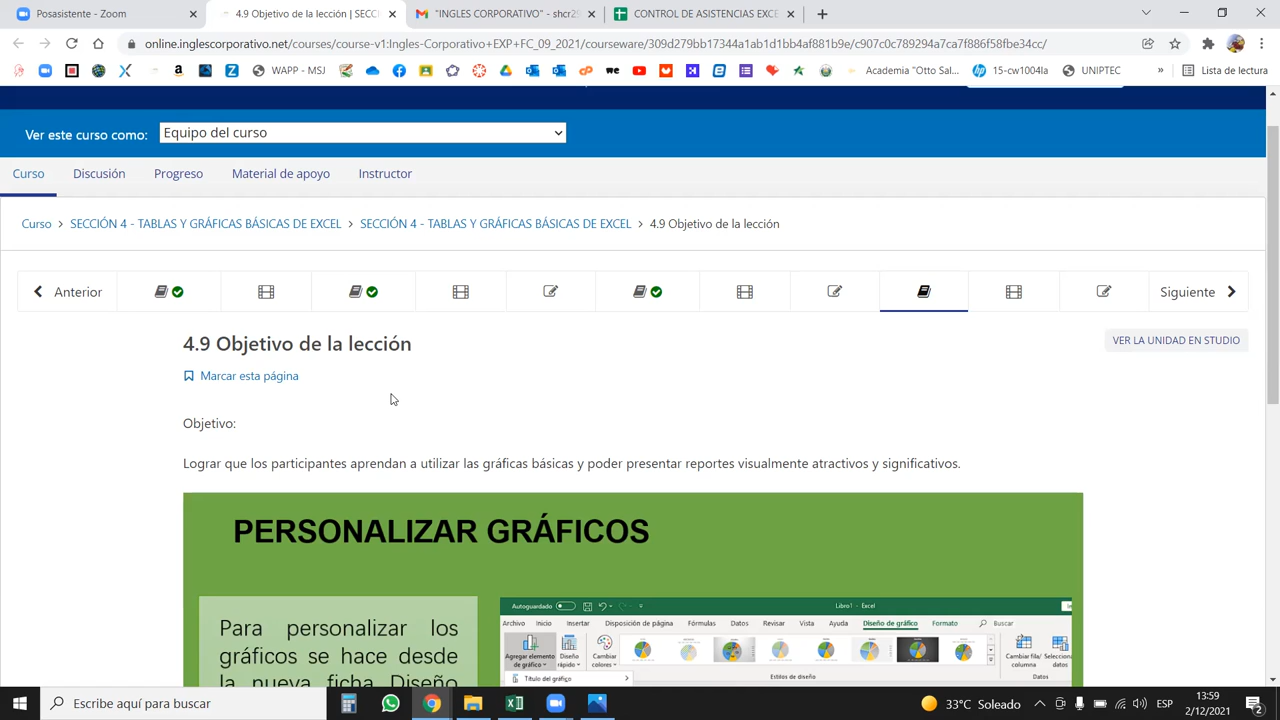 Posasistente - Zoom
4.9 Objetivo de la lección | SECC
"INGLES CORPORATIVO" - shcr25
CONTROL DE ASISTENCIAS EXCE
online.inglescorporativo.net/courses/course-v1:Ingles-Corporativo+EXP+FC_09_2021/courseware/309d279bb17344a1ab1d1bb4af881b9e/c907c0c789294a7ca7f886f58fbe34cc/
WAPP - MSJ
Academia "Otto Sal...
15-cw1004la
UNIPTEC
»
Lista de lectura
Ver este curso como:
Equipo del curso
Curso
Discusión
Progreso
Material de apoyo
Instructor
Curso > SECCIÓN 4 - TABLAS Y GRÁFICAS BÁSICAS DE EXCEL > SECCIÓN 4 - TABLAS Y GRÁFICAS BÁSICAS DE EXCEL > 4.9 Objetivo de la lección
Anterior
Siguiente
4.9 Objetivo de la lección
VER LA UNIDAD EN STUDIO
Marcar esta página
Objetivo:
Lograr que los participantes aprendan a utilizar las gráficas básicas y poder presentar reportes visualmente atractivos y significativos.
PERSONALIZAR GRÁFICOS
Para personalizar los
gráficos se hace desde
la nueva ficha Diseño
Autoguardado
Libro1 - Excel
Archivo Inicio Insertar Disposición de página Fórmulas Datos Revisar Vista Ayuda Diseño de gráfico Formato Buscar
Agregar elemento
de gráfico
Diseño
rápido
Cambiar
colores
Cambiar fila/
columna
Datos
Título del gráfico
Estilos de diseño
Escribe aquí para buscar
33°C Soleado
ESP
13:59
2/12/2021
2